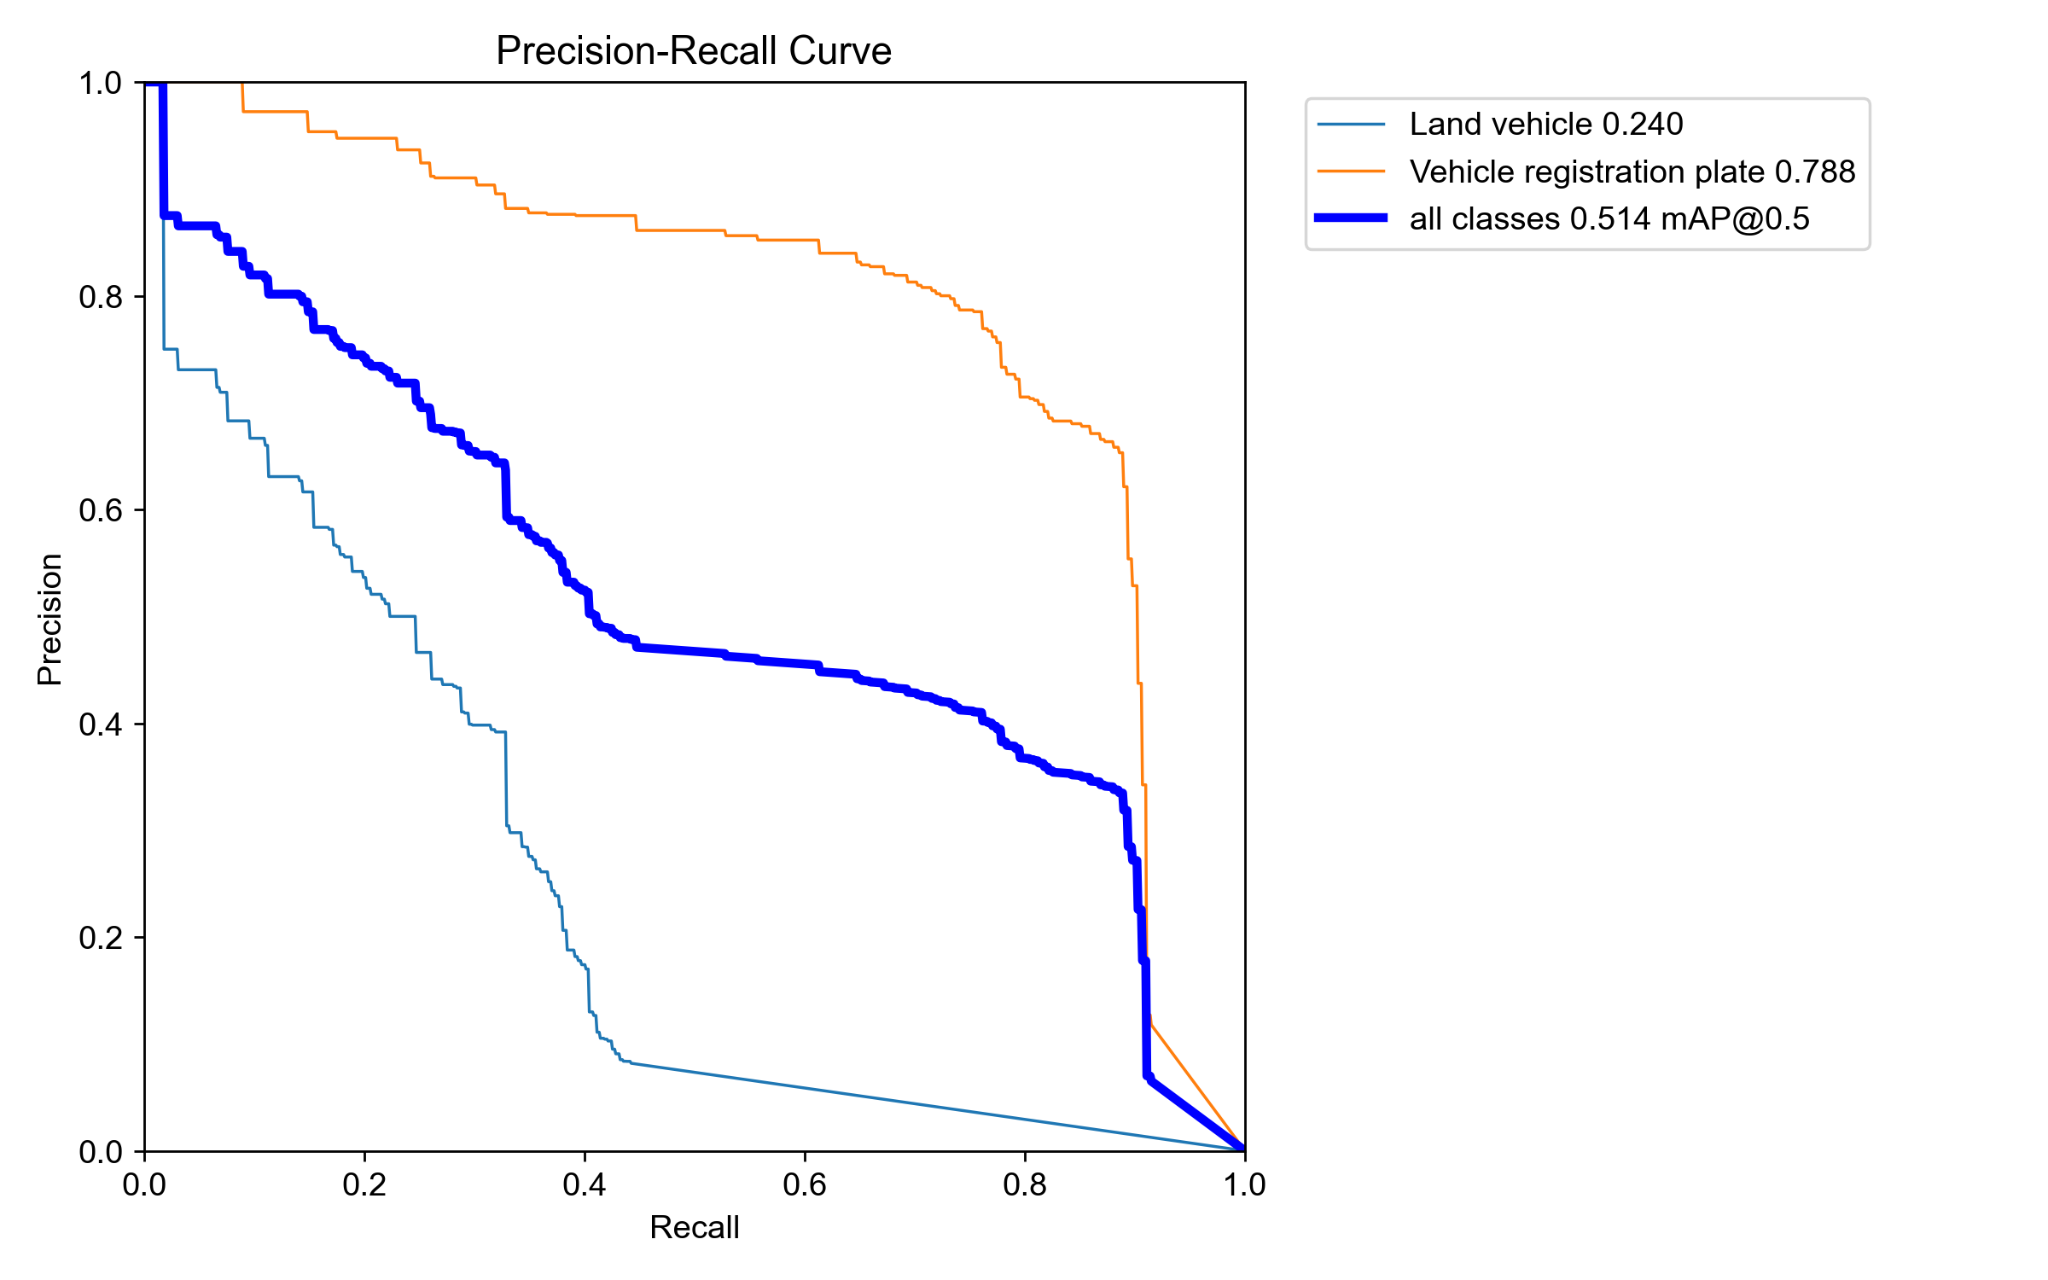 Precision-Recall Curve
1.0
0.8
0.6
0.4
0.2
0.0
Precision
0.0 0.2 0.4 0.6 0.8 1.0
Recall
Land vehicle 0.240
Vehicle registration plate 0.788
all classes 0.514 mAP@0.5